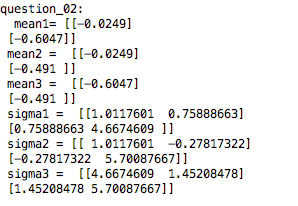 question_02:
mean1= [[-0.0249]
[-0.6047]]
mean2 =  [[-0.0249]
[-0.491 ]]
mean3 =  [[-0.6047]
[-0.491 ]]
sigma1 =  [[1.0117601  0.75888663]
[0.75888663 4.6674609 ]]
sigma2 = [[ 1.0117601  -0.27817322]
[-0.27817322  5.70087667]]
sigma3 =  [[4.6674609  1.45208478]
[1.45208478 5.70087667]]